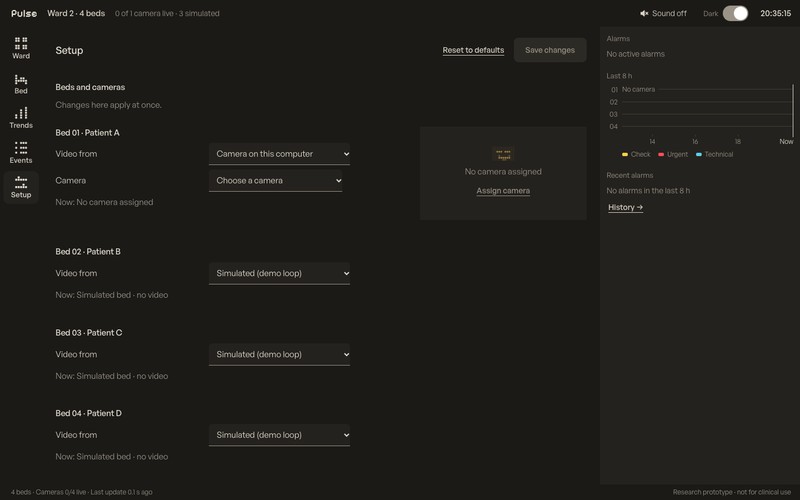 Pulse
Ward 2 · 4 beds
0 of 1 camera live · 3 simulated
Sound off
Dark
20:35:15
Ward
Bed
Trends
Events
Setup
Setup
Reset to defaults
Save changes
Beds and cameras
Changes here apply at once.
Bed 01 · Patient A
Video from
Camera on this computer
Camera
Choose a camera
Now: No camera assigned
No camera assigned
Assign camera
Bed 02 · Patient B
Video from
Simulated (demo loop)
Now: Simulated bed · no video
Bed 03 · Patient C
Video from
Simulated (demo loop)
Now: Simulated bed · no video
Bed 04 · Patient D
Video from
Simulated (demo loop)
Now: Simulated bed · no video
Alarms
No active alarms
Last 8 h
01 No camera
02
03
04
14 16 18 Now
Check Urgent Technical
Recent alarms
No alarms in the last 8 h
History →
4 beds · Cameras 0/4 live · Last update 0.1 s ago
Research prototype · not for clinical use